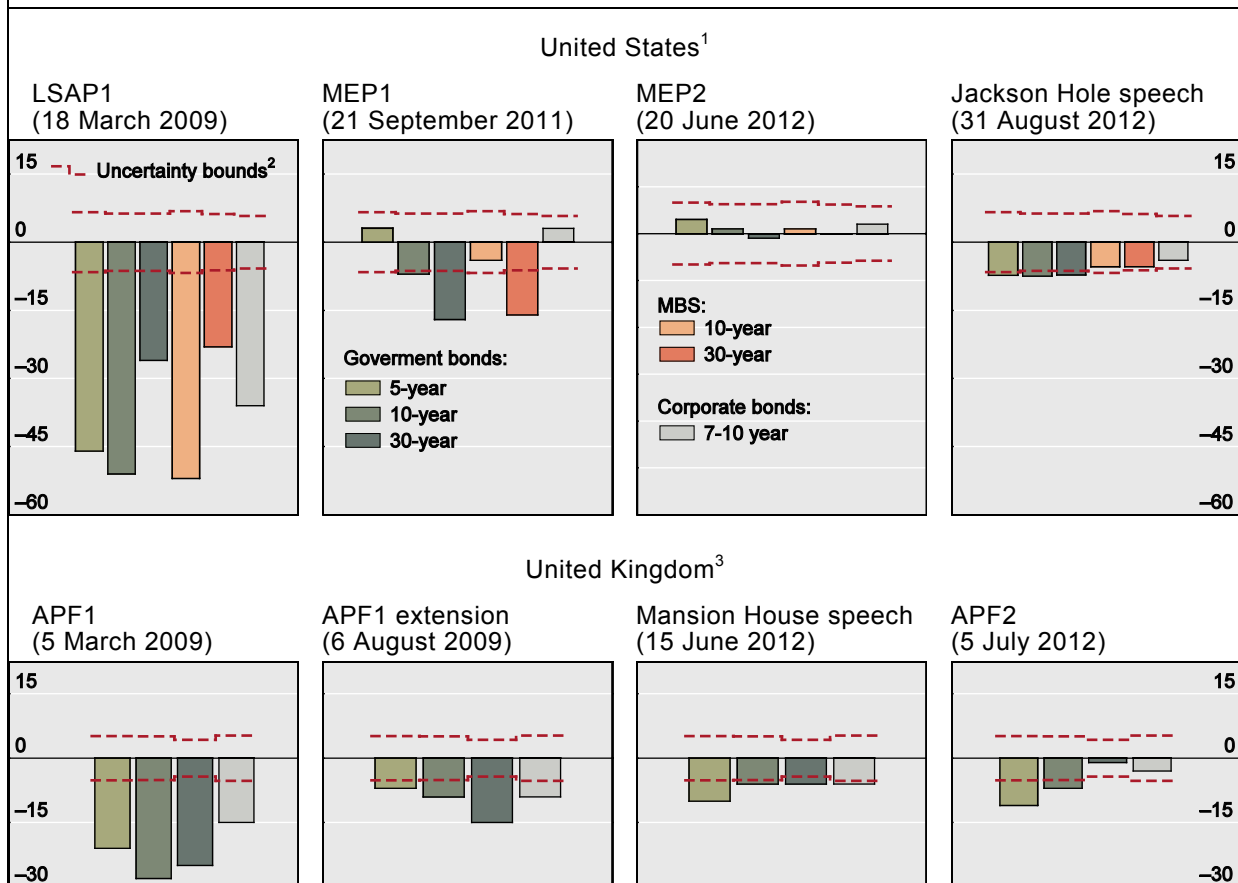 United States1
LSAP1
(18 March 2009)
MEP1
(21 September 2011)
MEP2
(20 June 2012)
Jackson Hole speech
(31 August 2012)
15
0
–15
–30
–45
–60
Uncertainty bounds2
Goverment bonds:
5-year
10-year
30-year
MBS:
10-year
30-year
Corporate bonds:
7-10 year
15
0
–15
–30
–45
–60
United Kingdom3
APF1
(5 March 2009)
APF1 extension
(6 August 2009)
Mansion House speech
(15 June 2012)
APF2
(5 July 2012)
15
0
–15
–30
15
0
–15
–30